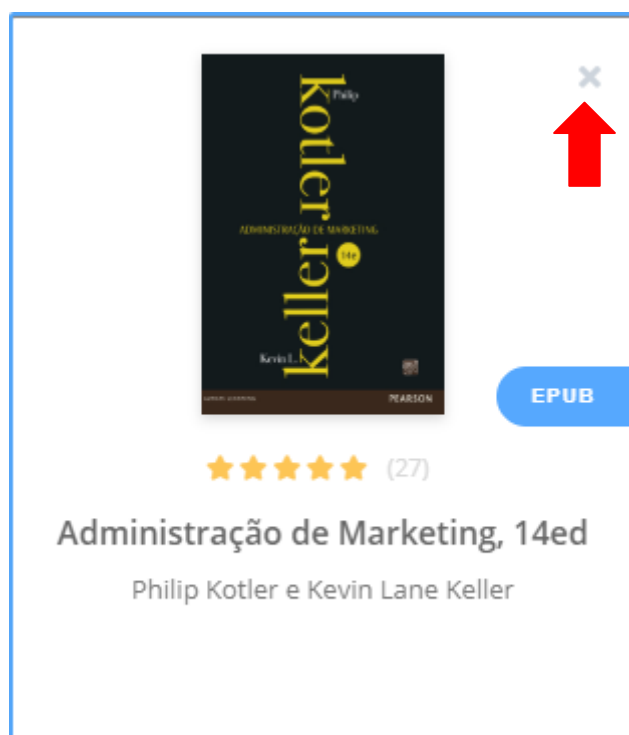 Philip
kotler
ADMINISTRAÇÃO DE MARKETING
14e
keller
Kevin L.
PEARSON
EPUB
(27)
Administração de Marketing, 14ed
Philip Kotler e Kevin Lane Keller